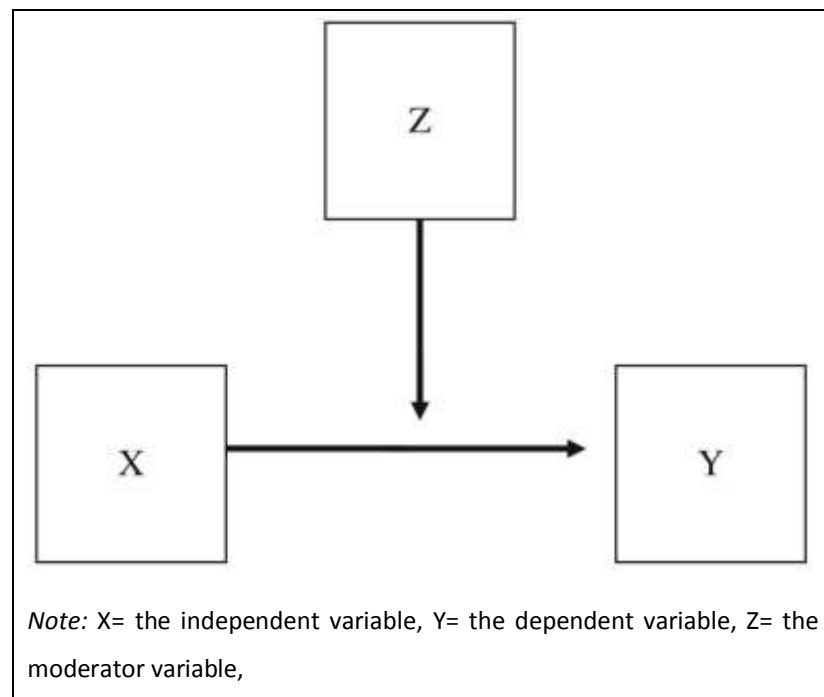 Z
X
Y
Note: X= the independent variable, Y= the dependent variable, Z= the
moderator variable,